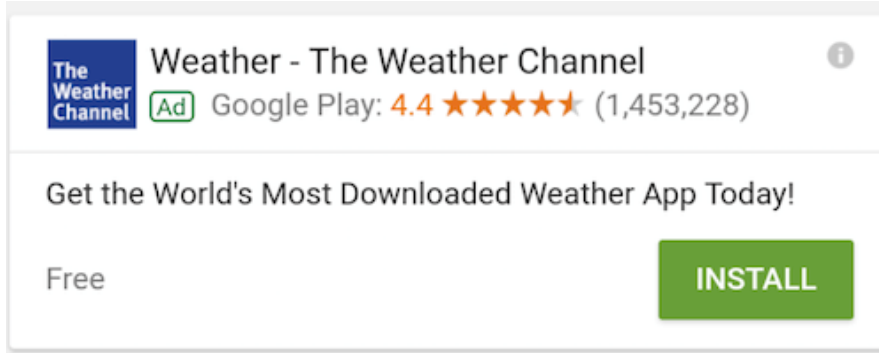 The
Weather
Channel
Weather - The Weather Channel
Ad Google Play: 4.4 ★★★★★ (1,453,228)
Get the World's Most Downloaded Weather App Today!
Free
INSTALL